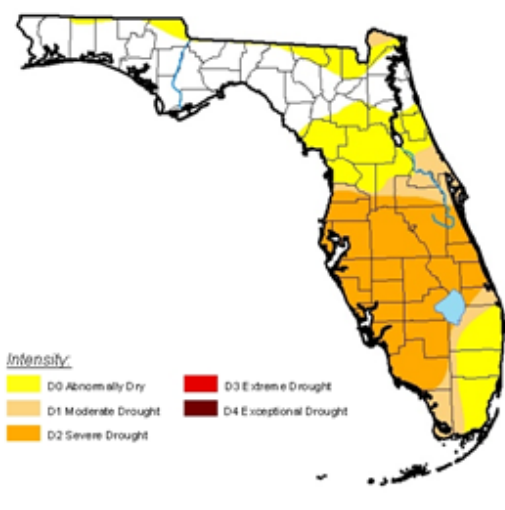 Intensity:
D0 Abnormally Dry
D3 Extreme Drought
D1 Moderate Drought
D4 Exceptional Drought
D2 Severe Drought